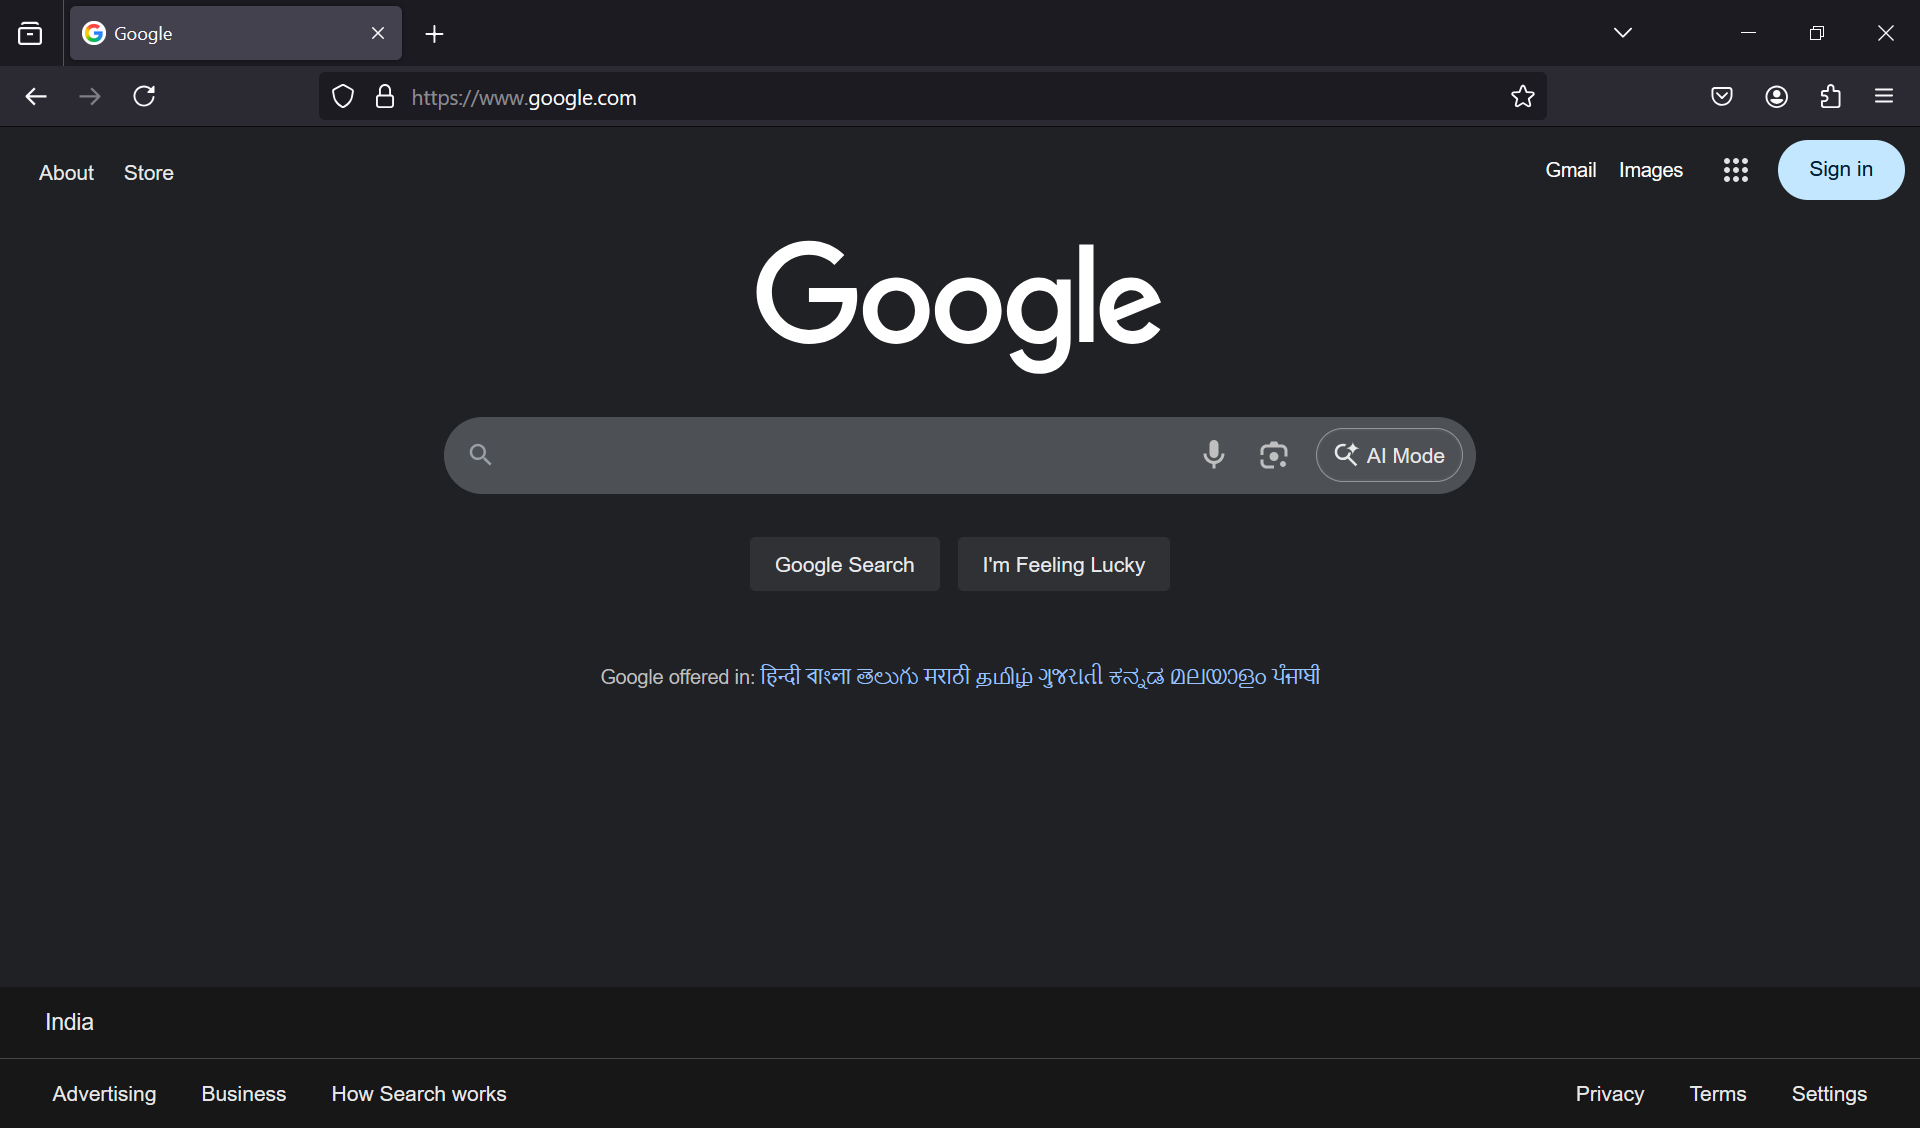 Google
https://www.google.com
About Store Gmail Images Sign in
Google
AI Mode
Google Search I'm Feeling Lucky
Google offered in: हिन्दी বাংলা తెలుగు मराठी தமிழ் ગુજરાતી ಕನ್ನಡ മലയാളം ਪੰਜਾਬੀ
India
Advertising Business How Search works Privacy Terms Settings